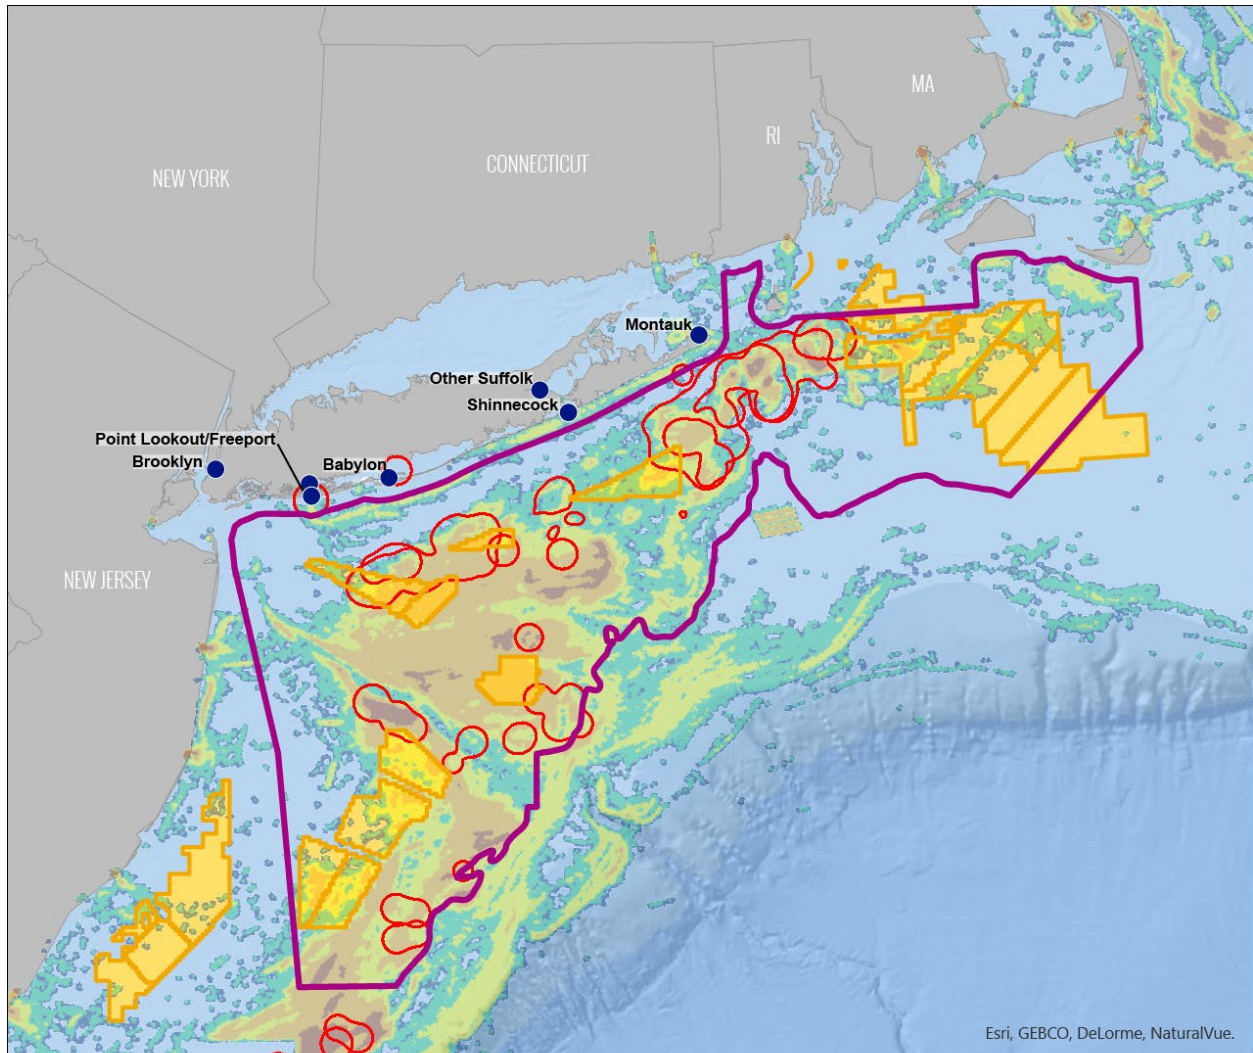 MA
RI
CONNECTICUT
NEW YORK
Montauk
Other Suffolk
Shinnecock
Point Lookout/Freeport
Brooklyn
Babylon
NEW JERSEY
Esri, GEBCO, DeLorme, NaturalVue.